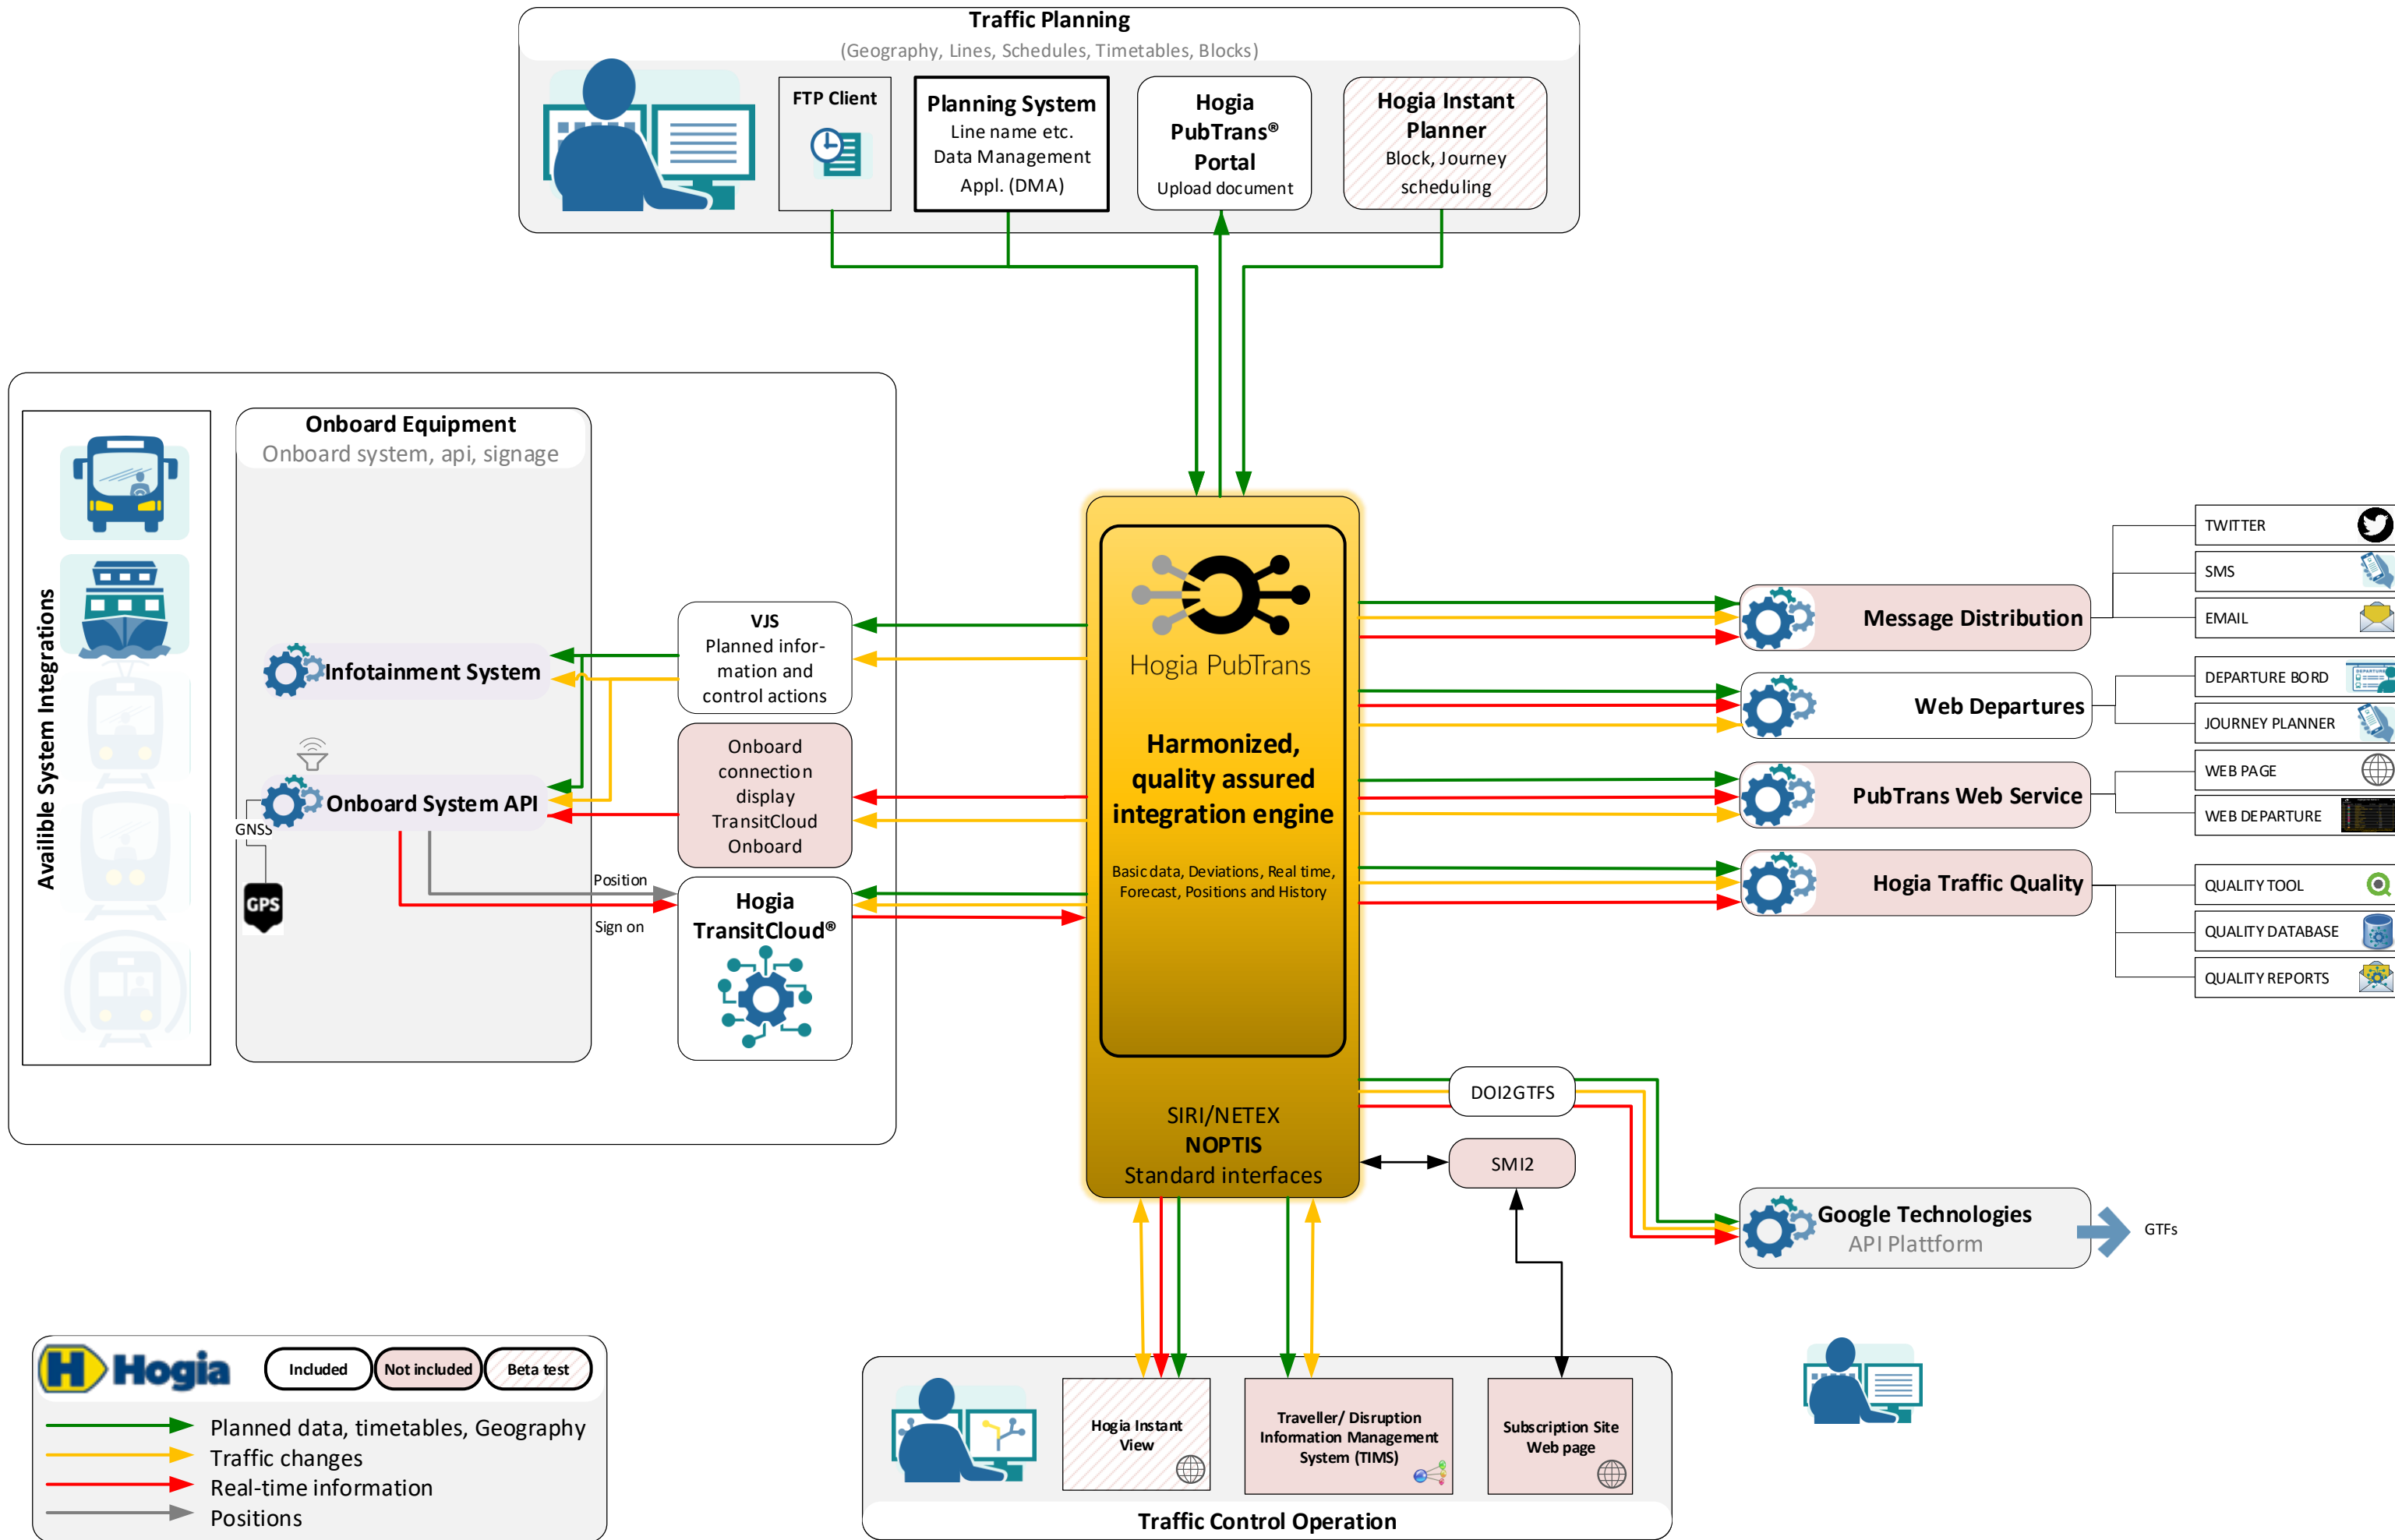 Traffic Planning
(Geography, Lines, Schedules, Timetables, Blocks)
FTP Client
Planning System
Line name etc.
Data Management
Appl. (DMA)
Hogia
PubTrans®
Portal
Upload document
Hogia Instant
Planner
Block, Journey
scheduling
Availible System Integrations
Onboard Equipment
Onboard system, api, signage
Infotainment System
Onboard System API
GNSS
GPS
Position
Sign on
VJS
Planned infor-
mation and
control actions
Onboard
connection
display
TransitCloud
Onboard
Hogia
TransitCloud®
Hogia PubTrans
Harmonized,
quality assured
integration engine
Basic data, Deviations, Real time,
Forecast, Positions and History
SIRI/NETEX
NOPTIS
Standard interfaces
Message Distribution
Web Departures
PubTrans Web Service
Hogia Traffic Quality
TWITTER
SMS
EMAIL
DEPARTURE BORD
JOURNEY PLANNER
WEB PAGE
WEB DEPARTURE
QUALITY TOOL
QUALITY DATABASE
QUALITY REPORTS
DOI2GTFS
SMI2
Google Technologies
API Plattform
GTFs
H Hogia
Included
Not included
Beta test
Planned data, timetables, Geography
Traffic changes
Real-time information
Positions
Hogia Instant
View
Traveller/ Disruption
Information Management
System (TIMS)
Subscription Site
Web page
Traffic Control Operation